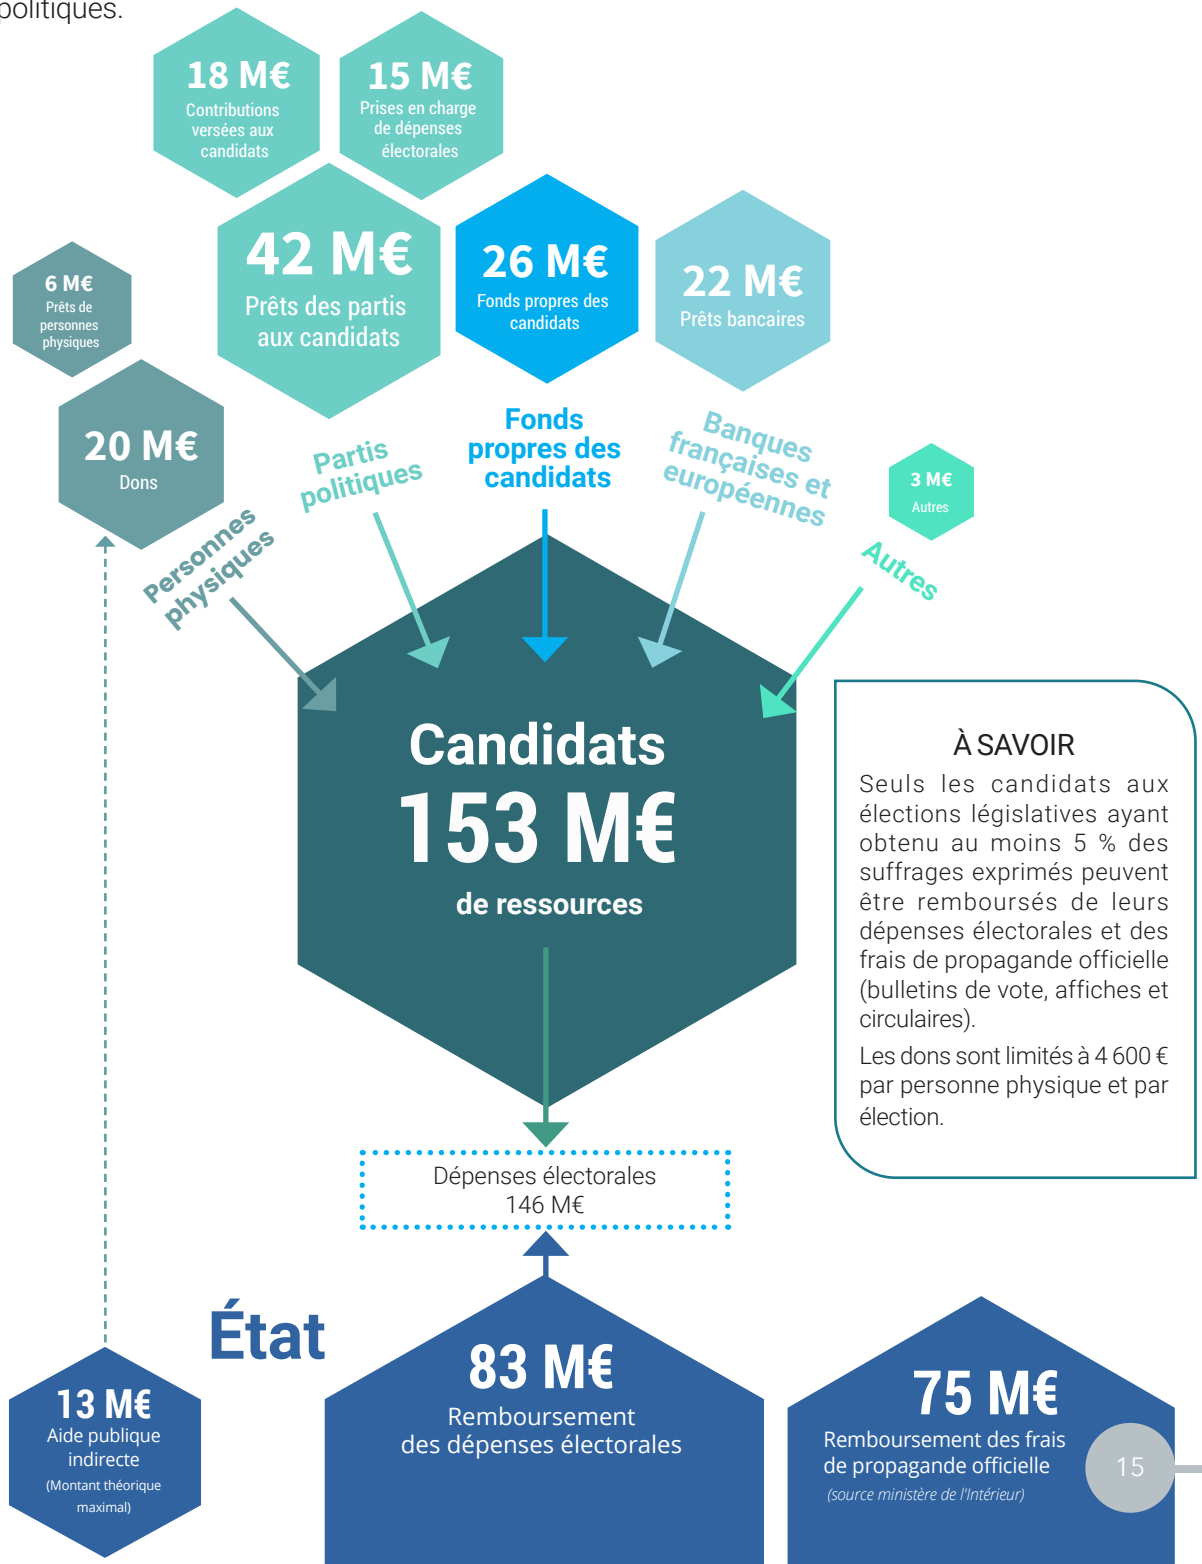 politiques.
18 M€
Contributions
versées aux
candidats
15 M€
Prises en charge
de dépenses
électorales
42 M€
Prêts des partis
aux candidats
26 M€
Fonds propres des
candidats
22 M€
Prêts bancaires
6 M€
Prêts de
personnes
physiques
20 M€
Dons
3 M€
Autres
Personnes
physiques
Partis
politiques
Fonds
propres des
candidats
Banques
françaises et
européennes
Autres
Candidats
153 M€
de ressources
À SAVOIR
Seuls les candidats aux
élections législatives ayant
obtenu au moins 5 % des
suffrages exprimés peuvent
être remboursés de leurs
dépenses électorales et des
frais de propagande officielle
(bulletins de vote, affiches et
circulaires).
Les dons sont limités à 4 600 €
par personne physique et par
élection.
Dépenses électorales
146 M€
État
13 M€
Aide publique
indirecte
(Montant théorique
maximal)
83 M€
Remboursement
des dépenses électorales
75 M€
Remboursement des frais
de propagande officielle
(source ministère de l'Intérieur)
15